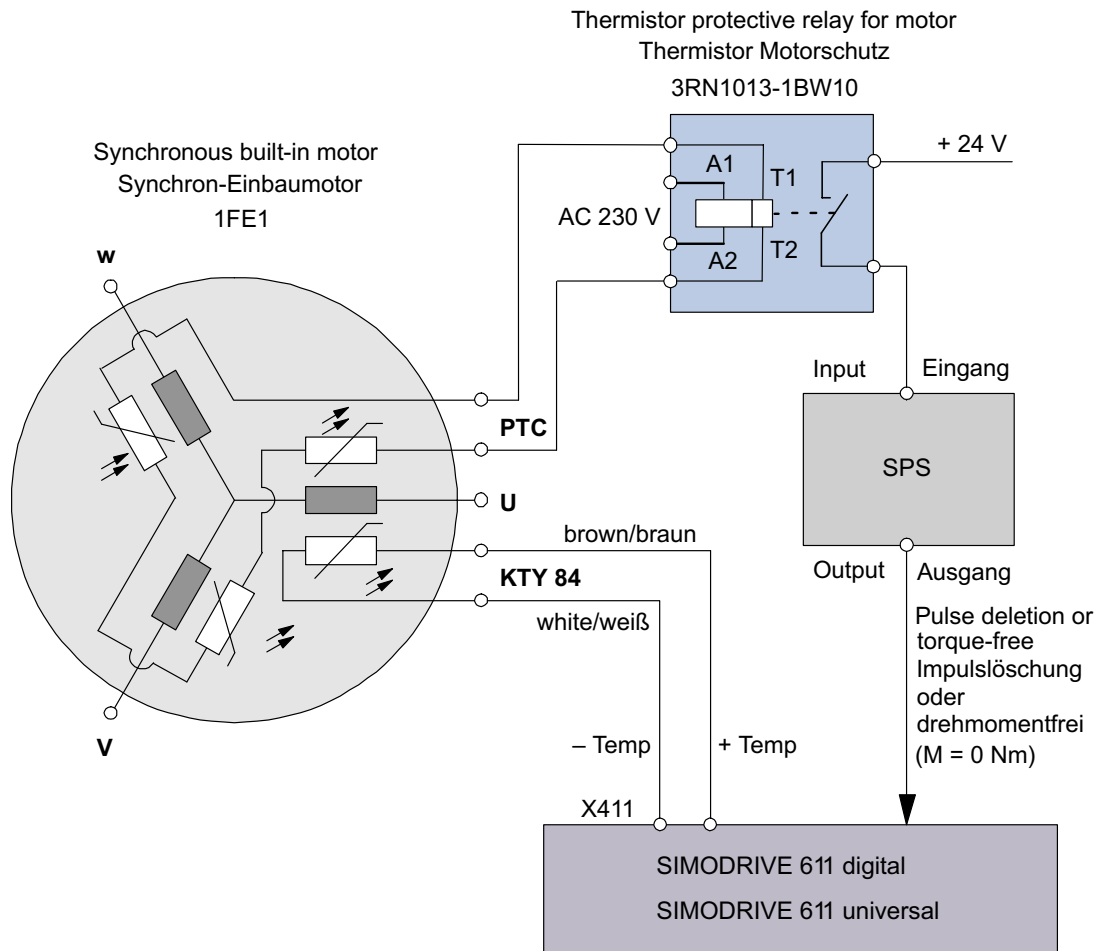 Thermistor protective relay for motor
Thermistor Motorschutz
3RN1013-1BW10
Synchronous built-in motor
Synchron-Einbaumotor
1FE1
+ 24 V
A1
T1
AC 230 V
A2
T2
w
Input
Eingang
PTC
SPS
U
brown/braun
KTY 84
Output
Ausgang
white/weiß
Pulse deletion or
torque-free
Impulslöschung
oder
drehmomentfrei
(M = 0 Nm)
V
– Temp
+ Temp
X411
SIMODRIVE 611 digital
SIMODRIVE 611 universal